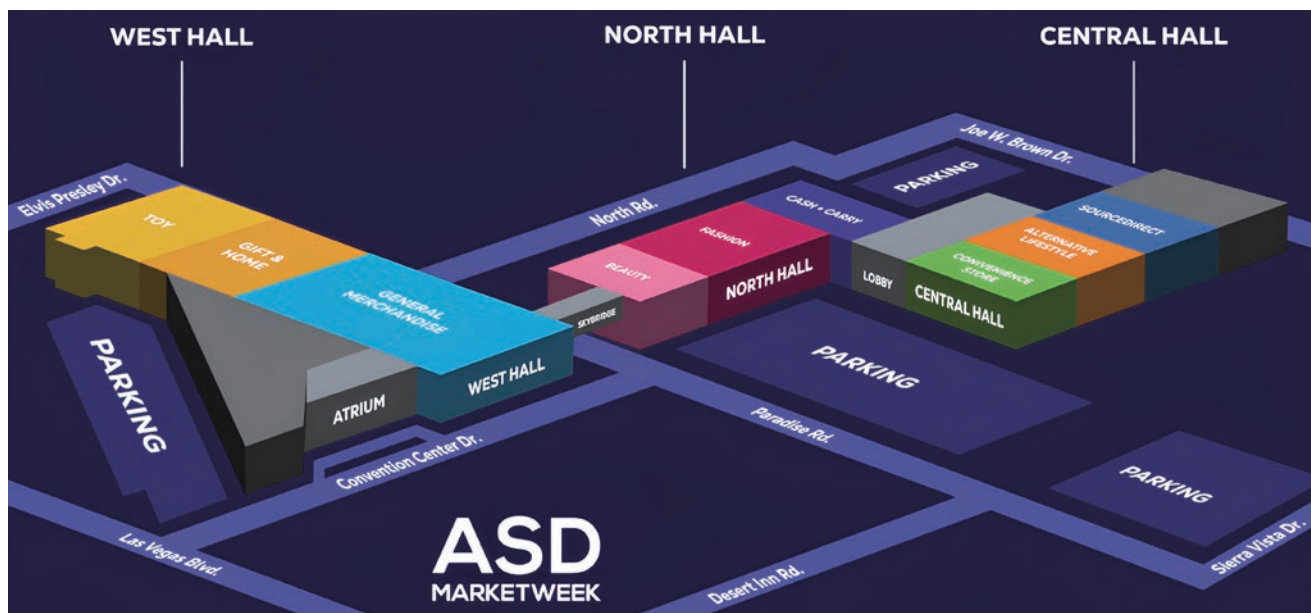 WEST HALL
NORTH HALL
CENTRAL HALL
Elvis Presley Dr.
North Rd.
Joe W. Brown Dr.
PARKING
TOY
GIFT &
HOME
GENERAL
MERCHANDISE
BEAUTY
FASHION
CASH + CARRY
SOURCEDIRECT
ALTERNATIVE
LIFESTYLE
CONVENIENCE
STORE
LOBBY
CENTRAL HALL
NORTH HALL
SKYBRIDGE
WEST HALL
ATRIUM
PARKING
PARKING
PARKING
Convention Center Dr.
Paradise Rd.
Las Vegas Blvd.
Desert Inn Rd.
Sierra Vista Dr.
ASD
MARKETWEEK